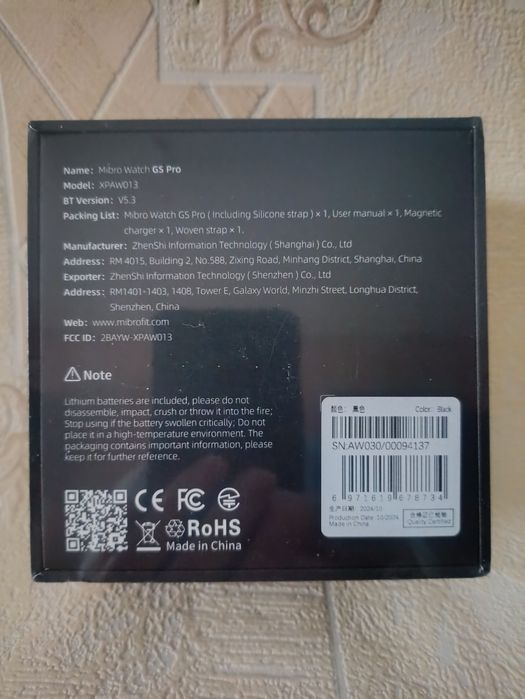 Name: Mibro Watch GS Pro
Model: XPAW013
BT Version: V5.3
Packing List: Mibro Watch GS Pro ( Including Silicone strap ) × 1, User manual × 1, Magnetic
charger × 1, Woven strap × 1.
Manufacturer: ZhenShi Information Technology ( Shanghai ) Co., Ltd
Address: RM 4015, Building 2, No.588, Zixing Road, Minhang District, Shanghai, China
Exporter: ZhenShi Information Technology ( Shenzhen ) Co., Ltd
Address: RM1401-1403, 1408, Tower E, Galaxy World, Minzhi Street, Longhua District,
Shenzhen, China
Web: www.mibrofit.com
FCC ID: 2BAYW-XPAW013
Note
Lithium batteries are included, please do not
disassemble, impact, crush or throw it into the fire;
Stop using if the battery swollen critically; Do not
place it in a high-temperature environment. The
packaging contains important information, please
keep it for further reference.
CE FC
RoHS
Made in China
颜色: 黑色 Color: Black
SN:AW030/00094137
6 971619 678734
生产日期: 2024/10
Production Date: 10/2024
Made in China
合格证已检验
Quality Certified